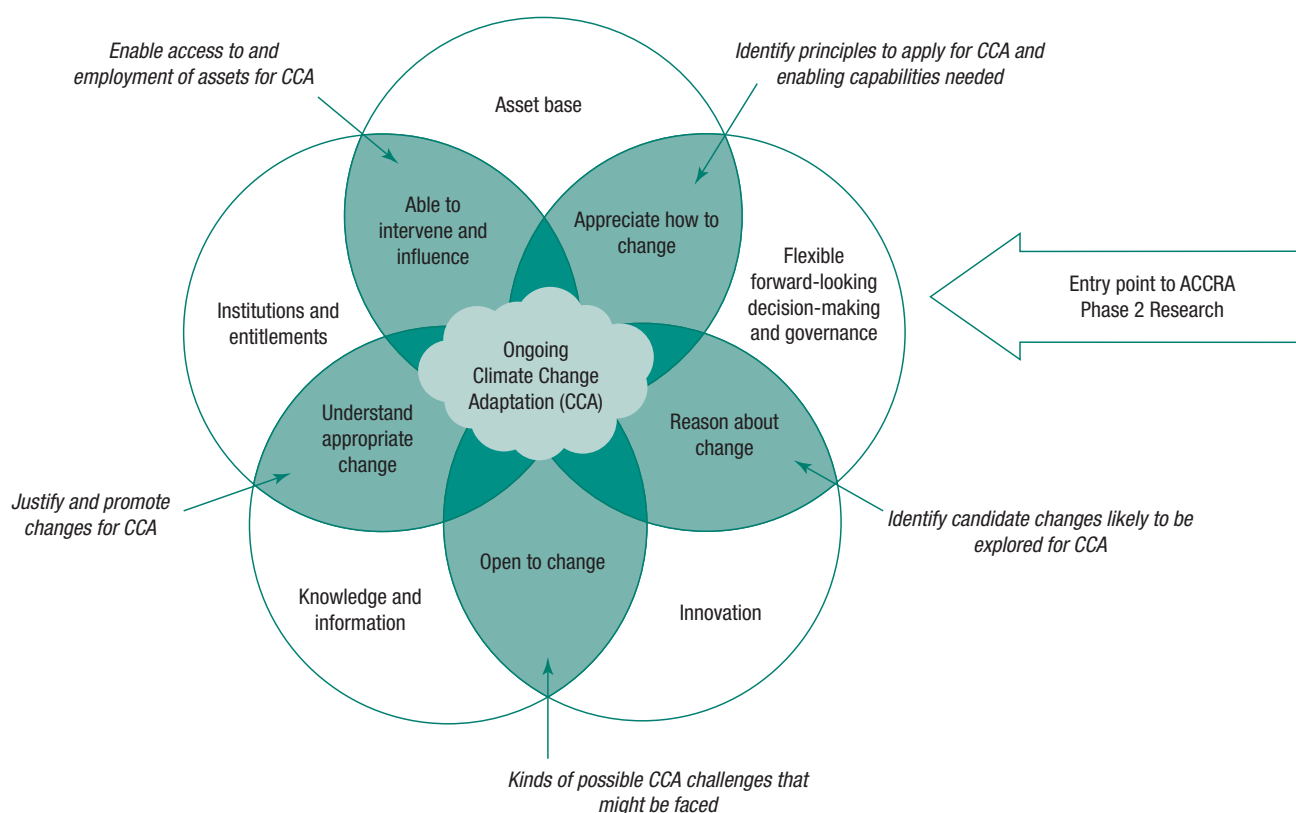 Enable access to and
employment of assets for CCA
Identify principles to apply for CCA and
enabling capabilities needed
Asset base
Able to
intervene and
influence
Appreciate how to
change
Flexible
forward-looking
decision-making
and governance
Entry point to ACCRA
Phase 2 Research
Institutions and
entitlements
Ongoing
Climate Change
Adaptation (CCA)
Understand
appropriate
change
Reason about
change
Justify and promote
changes for CCA
Identify candidate changes likely to be
explored for CCA
Open to change
Knowledge and
information
Innovation
Kinds of possible CCA challenges that
might be faced